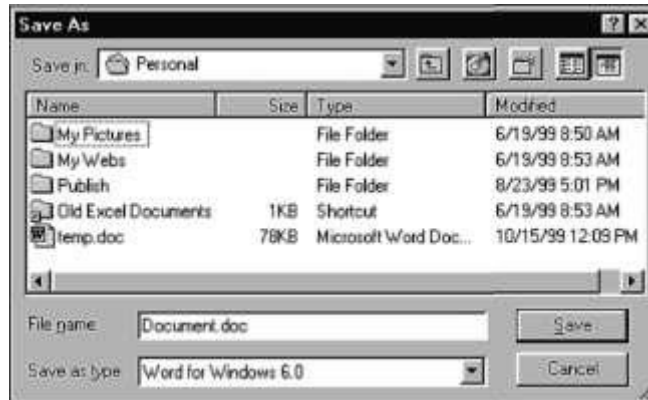 Save As
Save in: Personal
Name Size Type Modified
My Pictures File Folder 6/19/99 8:50 AM
My Webs File Folder 6/19/99 8:53 AM
Publish File Folder 8/23/99 5:01 PM
Old Excel Documents 1KB Shortcut 6/19/99 8:53 AM
temp.doc 78KB Microsoft Word Doc... 10/15/99 12:09 PM
File name: Document.doc Save
Save as type: Word for Windows 6.0 Cancel